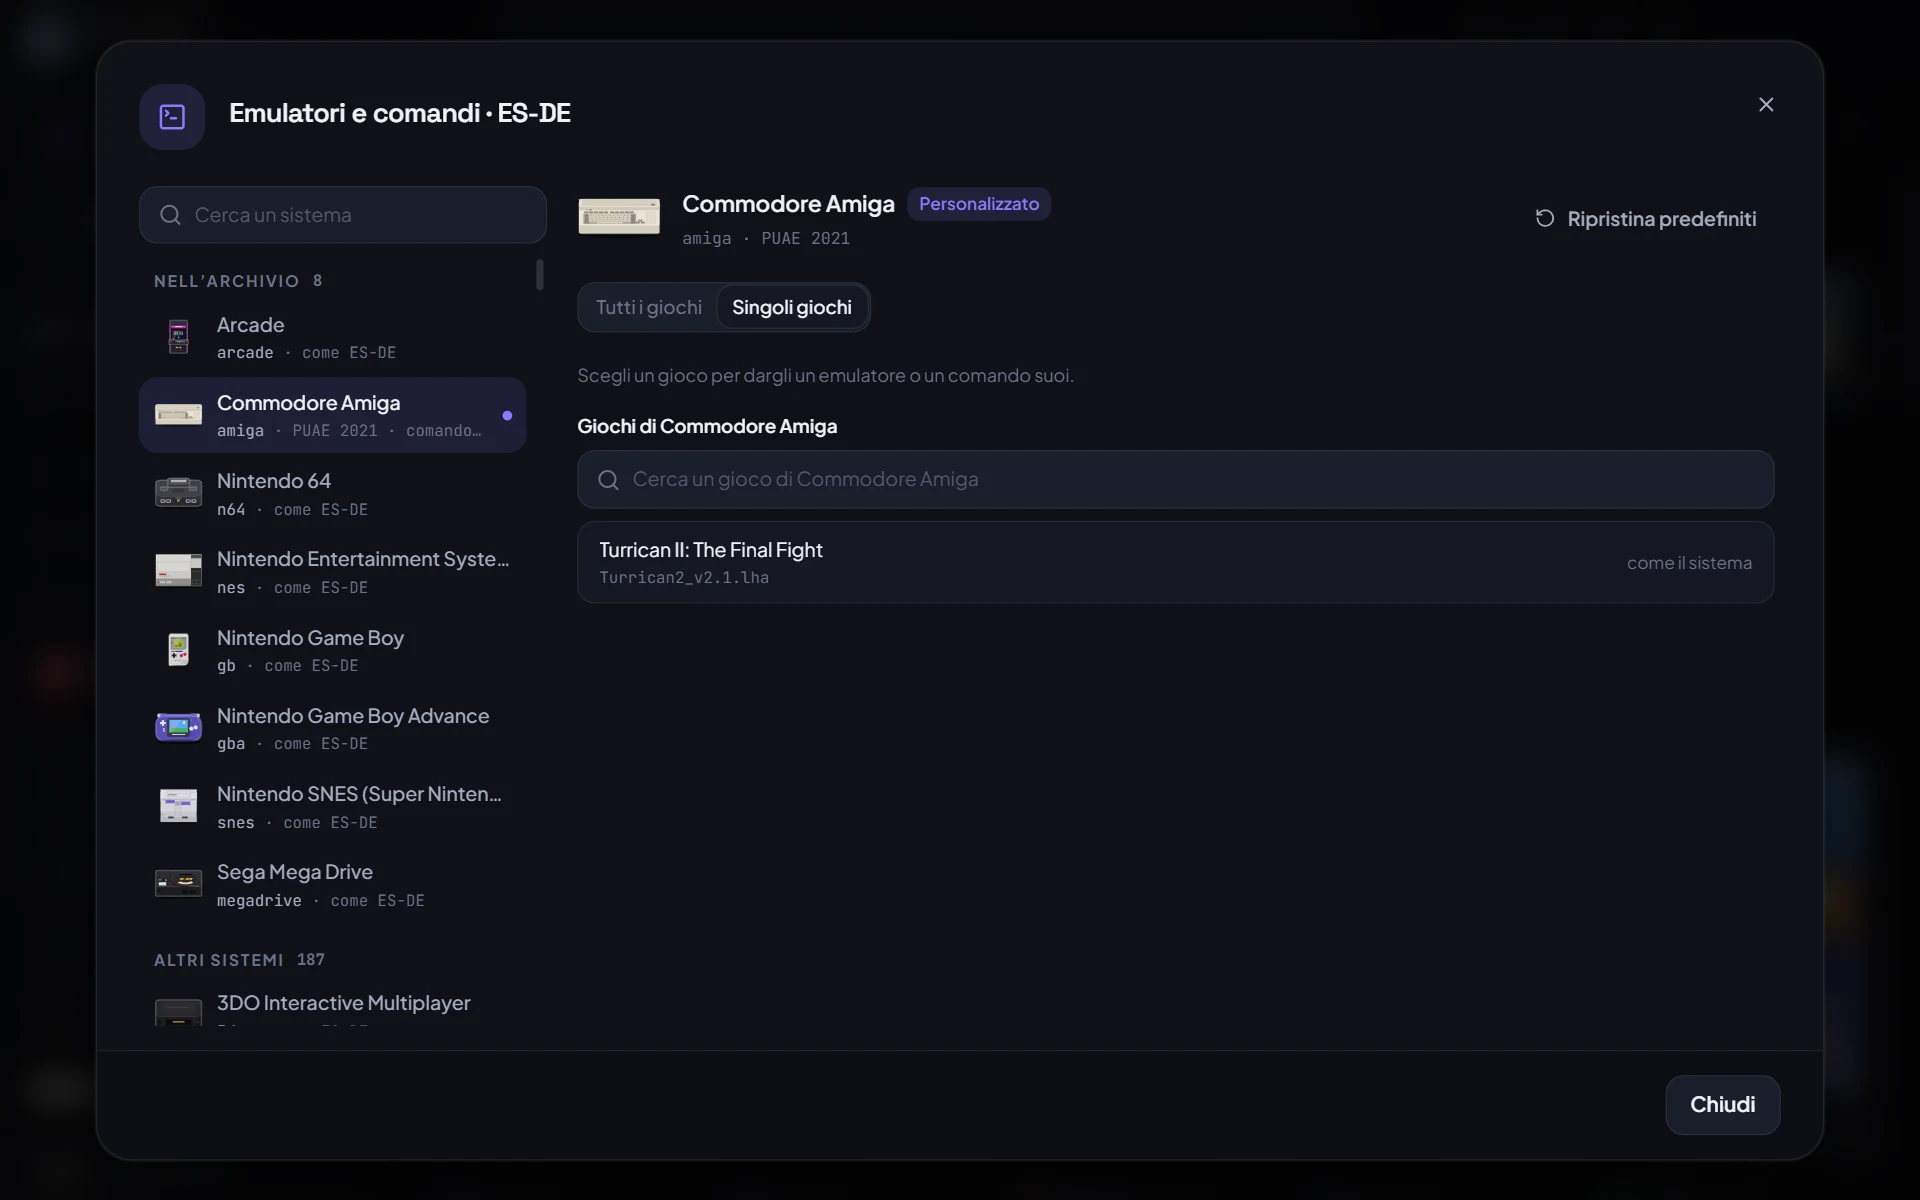 Emulatori e comandi · ES-DE
Cerca un sistema
NELL'ARCHIVIO 8
Arcade
arcade · come ES-DE
Commodore Amiga
amiga · PUAE 2021 · comando…
Nintendo 64
n64 · come ES-DE
Nintendo Entertainment Syste…
nes · come ES-DE
Nintendo Game Boy
gb · come ES-DE
Nintendo Game Boy Advance
gba · come ES-DE
Nintendo SNES (Super Ninten…
snes · come ES-DE
Sega Mega Drive
megadrive · come ES-DE
ALTRI SISTEMI 187
3DO Interactive Multiplayer
Commodore Amiga Personalizzato
amiga · PUAE 2021
Ripristina predefiniti
Tutti i giochi Singoli giochi
Scegli un gioco per dargli un emulatore o un comando suoi.
Giochi di Commodore Amiga
Cerca un gioco di Commodore Amiga
Turrican II: The Final Fight
Turrican2_v2.1.lha
come il sistema
Chiudi